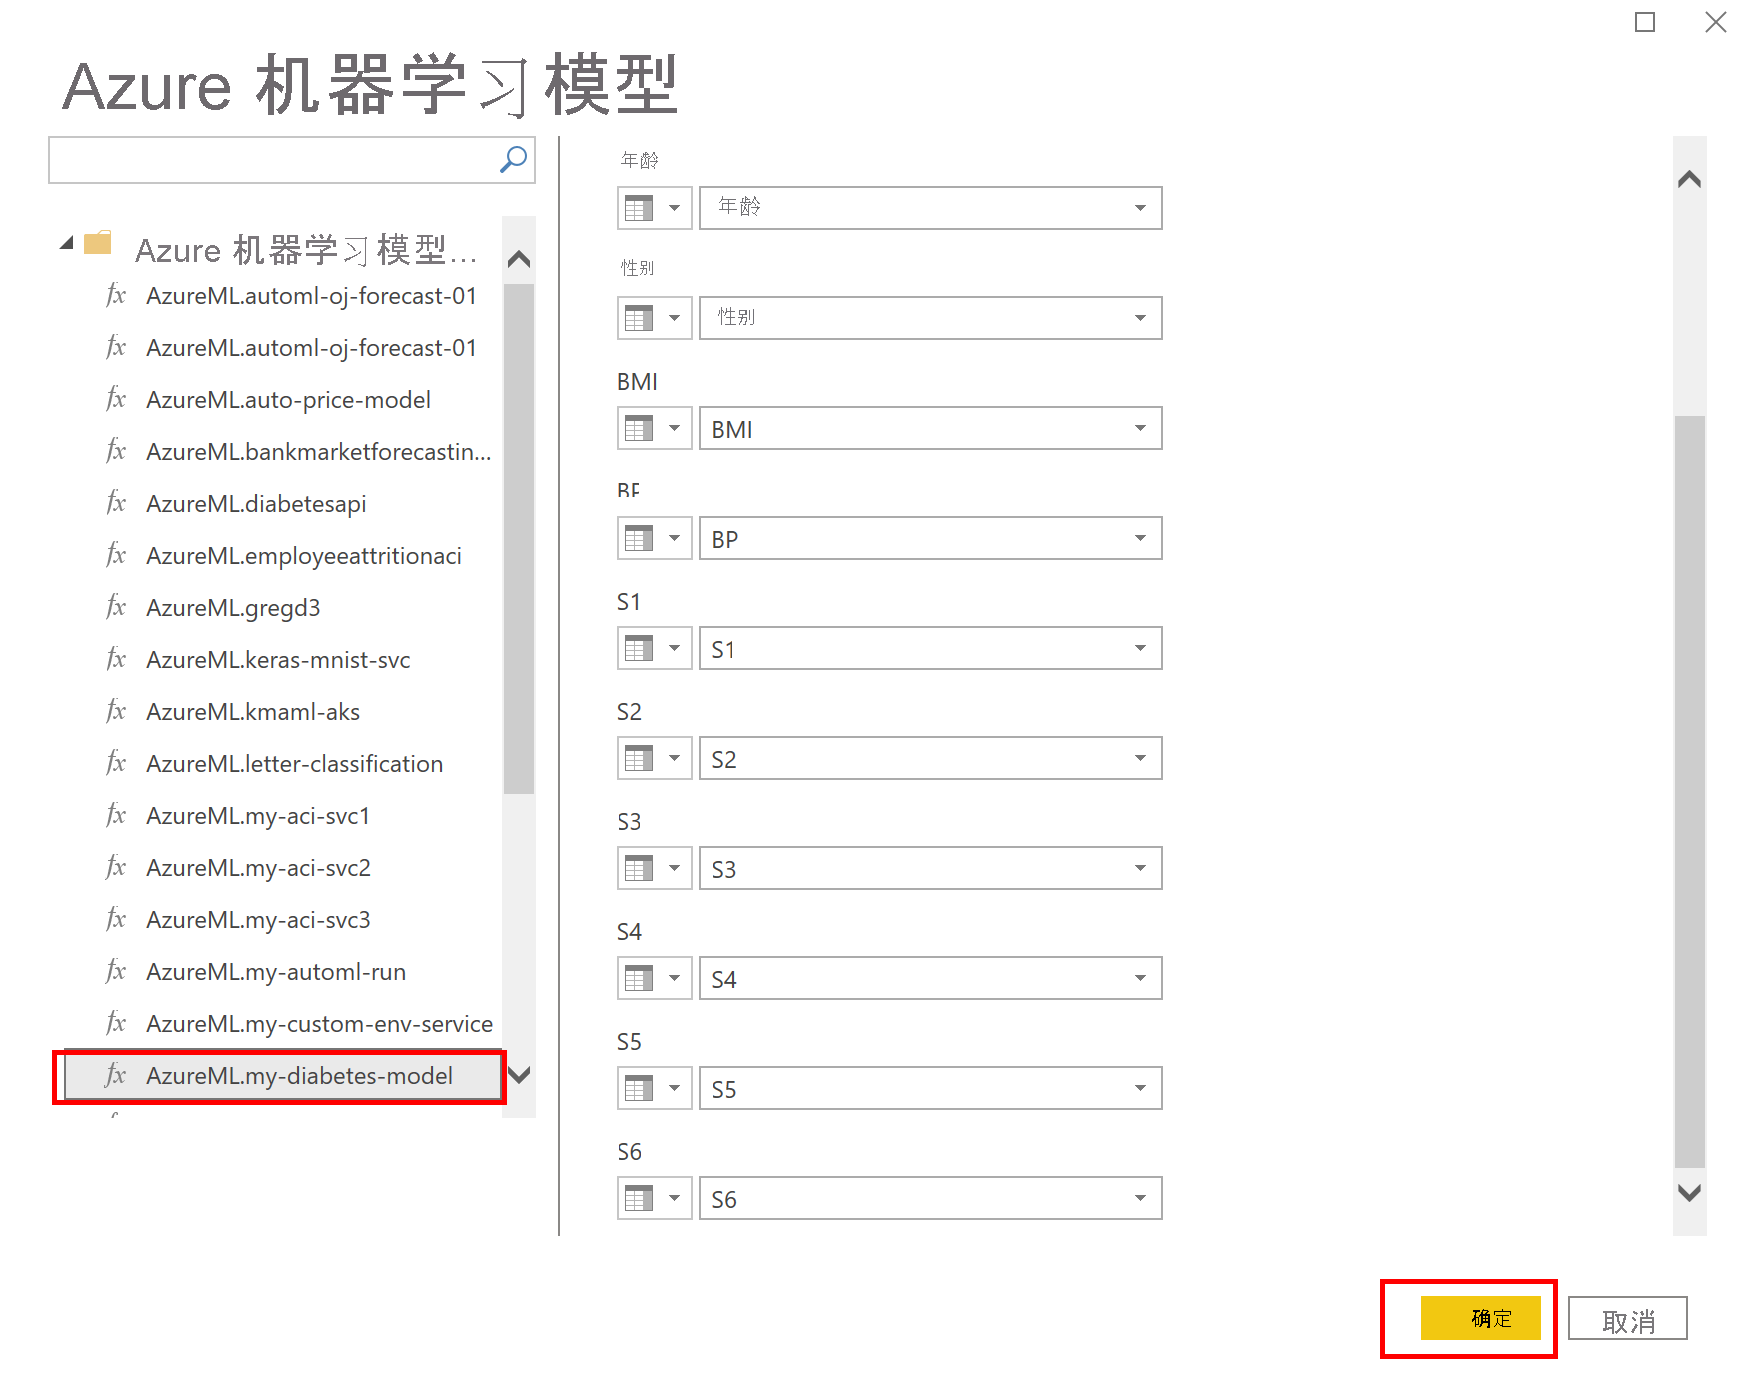 Azure 机器学习模型
Azure 机器学习模型...
fx AzureML.automl-oj-forecast-01
fx AzureML.automl-oj-forecast-01
fx AzureML.auto-price-model
fx AzureML.bankmarketforecastin...
fx AzureML.diabetesapi
fx AzureML.employeeattritionaci
fx AzureML.gregd3
fx AzureML.keras-mnist-svc
fx AzureML.kmaml-aks
fx AzureML.letter-classification
fx AzureML.my-aci-svc1
fx AzureML.my-aci-svc2
fx AzureML.my-aci-svc3
fx AzureML.my-automl-run
fx AzureML.my-custom-env-service
fx AzureML.my-diabetes-model
年龄
年龄
性别
性别
BMI
BMI
BP
BP
S1
S1
S2
S2
S3
S3
S4
S4
S5
S5
S6
S6
确定
取消